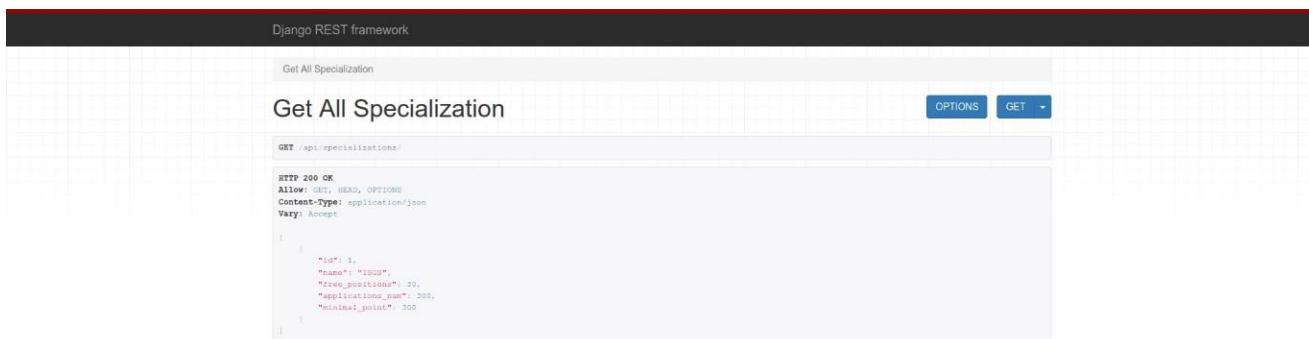 Django REST framework
Get All Specialization
Get All Specialization
OPTIONS GET
GET /api/specializations/
HTTP 200 OK
Allow: GET, HEAD, OPTIONS
Content-Type: application/json
Vary: Accept
[
{
"id": 1,
"name": "ISGS",
"free_positions": 30,
"applications_num": 300,
"minimal_point": 300
}
]